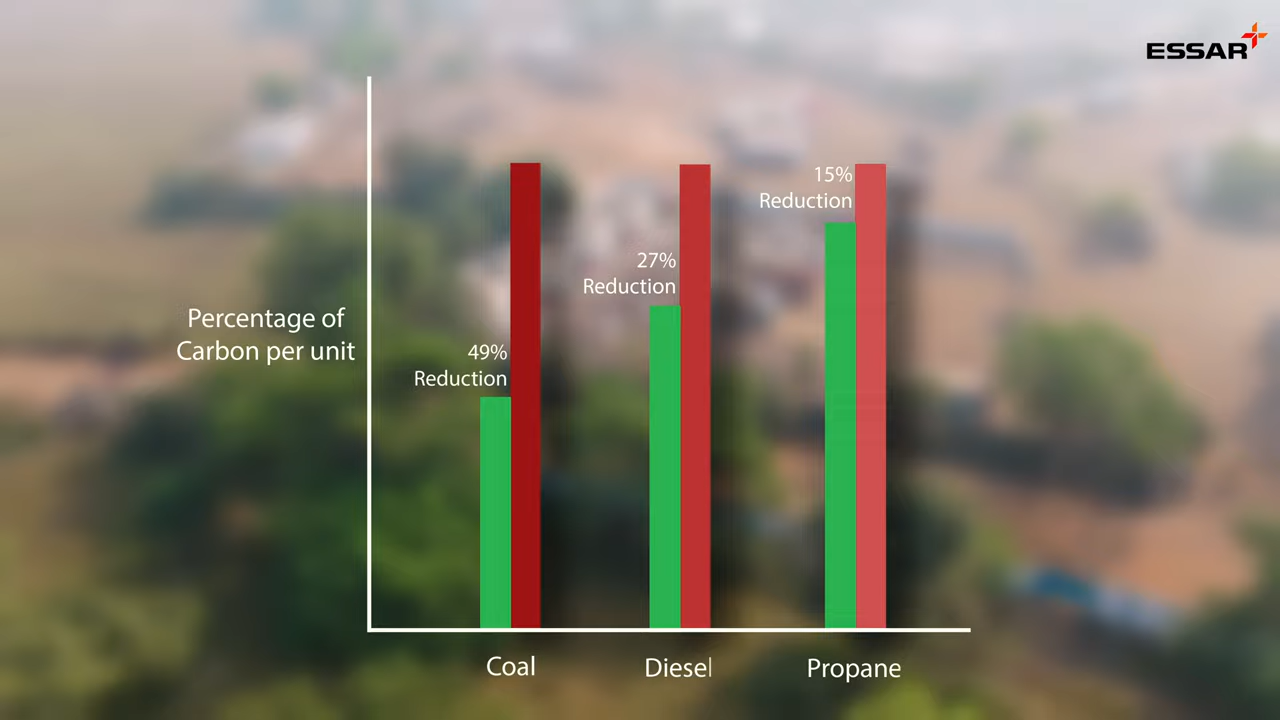 ESSAR
15%
Reduction
27%
Reduction
Percentage of
Carbon per unit
49%
Reduction
Coal
Diesel
Propane